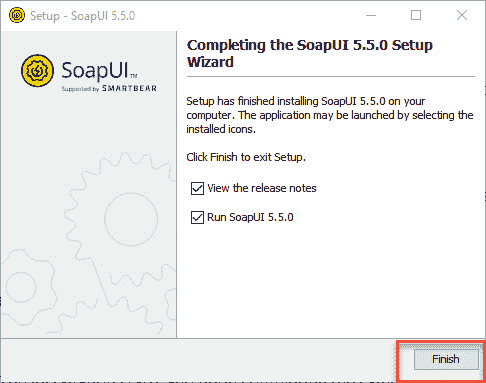 Setup - SoapUI 5.5.0
SoapUI™
Supported by SMARTBEAR
Completing the SoapUI 5.5.0 Setup
Wizard
Setup has finished installing SoapUI 5.5.0 on your
computer. The application may be launched by selecting the
installed icons.
Click Finish to exit Setup.
View the release notes
Run SoapUI 5.5.0
Finish